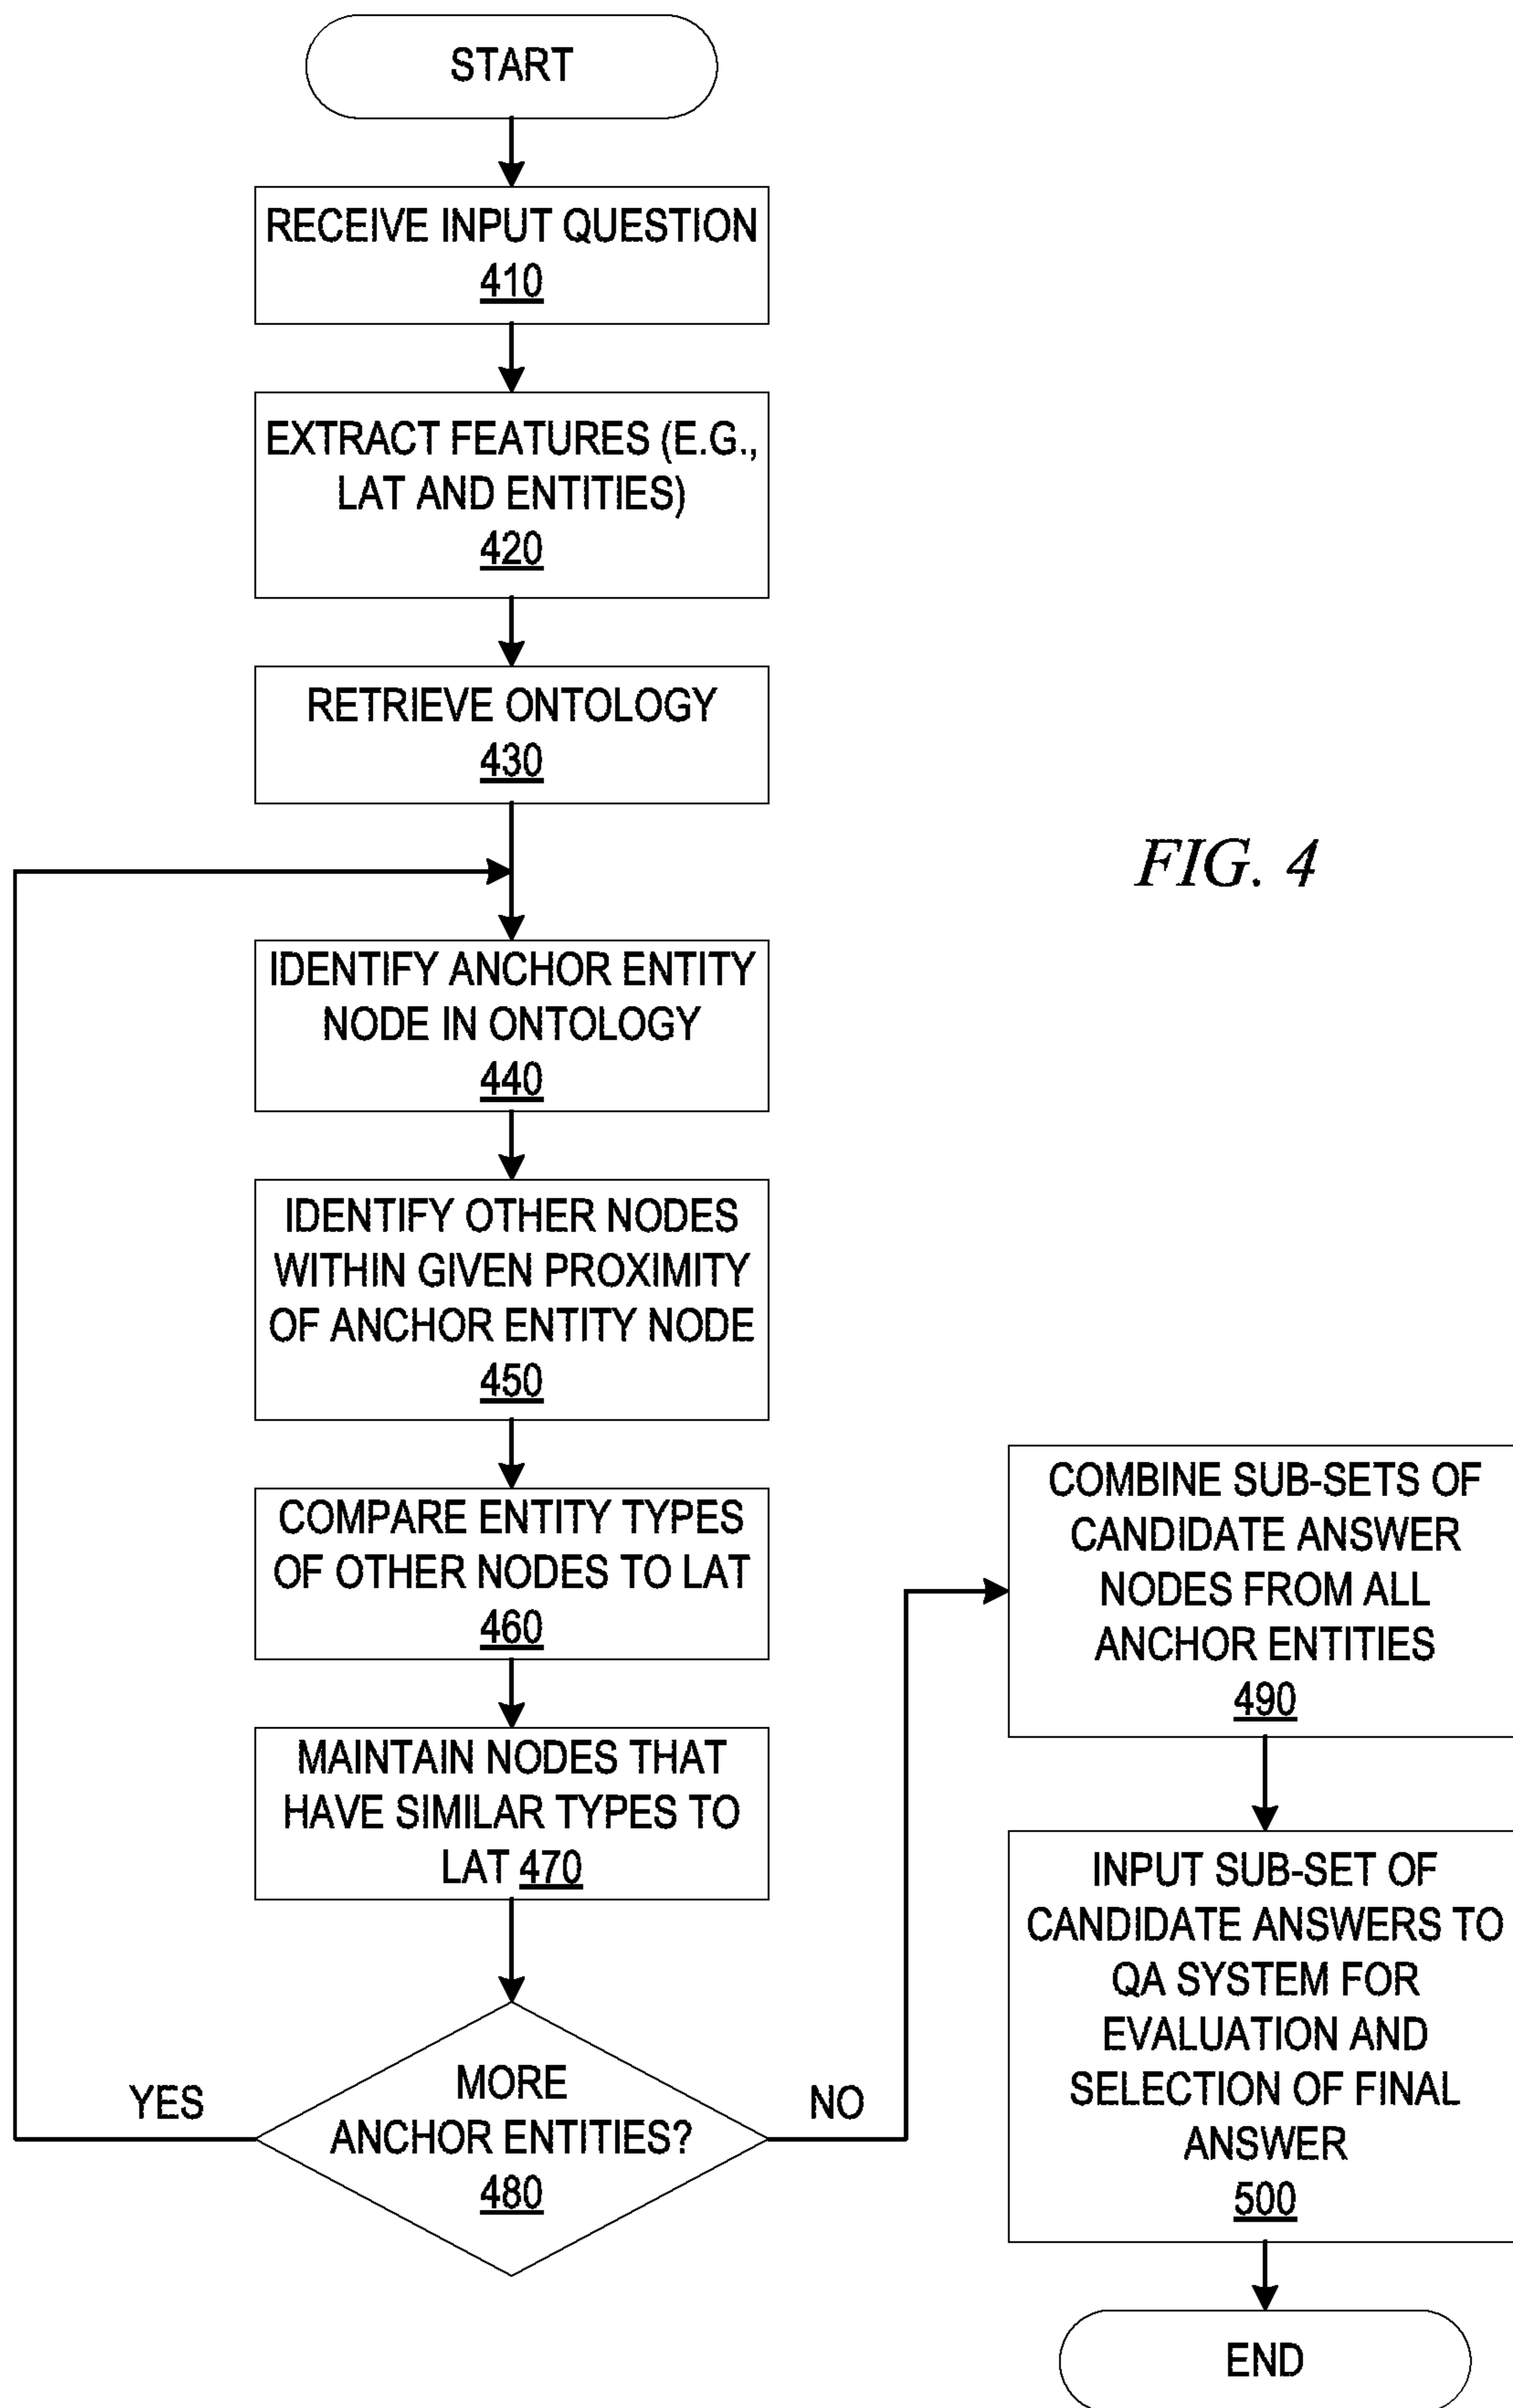 START
RECEIVE INPUT QUESTION
410
EXTRACT FEATURES (E.G.,
LAT AND ENTITIES)
420
RETRIEVE ONTOLOGY
430
FIG. 4
IDENTIFY ANCHOR ENTITY
NODE IN ONTOLOGY
440
IDENTIFY OTHER NODES
WITHIN GIVEN PROXIMITY
OF ANCHOR ENTITY NODE
450
COMPARE ENTITY TYPES
OF OTHER NODES TO LAT
460
MAINTAIN NODES THAT
HAVE SIMILAR TYPES TO
LAT 470
YES
MORE
ANCHOR ENTITIES?
480
NO
COMBINE SUB-SETS OF
CANDIDATE ANSWER
NODES FROM ALL
ANCHOR ENTITIES
490
INPUT SUB-SET OF
CANDIDATE ANSWERS TO
QA SYSTEM FOR
EVALUATION AND
SELECTION OF FINAL
ANSWER
500
END